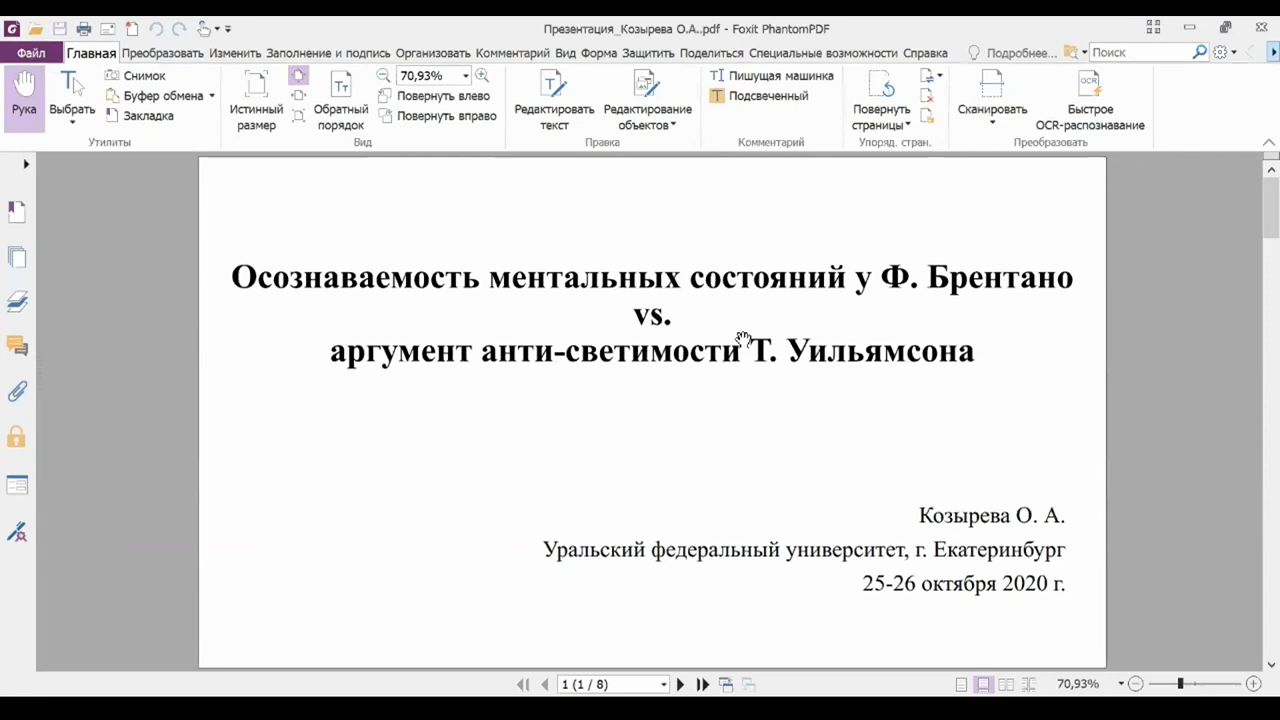 Презентация_Козырева О.А..pdf - Foxit PhantomPDF
Файл Главная Преобразовать Изменить Заполнение и подпись Организовать Комментарий Вид Форма Защитить Поделиться Специальные возможности Справка Подробнее... Поиск
Рука
Выбрать
Снимок
Буфер обмена
Закладка
Утилиты
Истинный
размер
Обратный
порядок
70,93%
Повернуть влево
Повернуть вправо
Вид
Редактировать
текст
Редактирование
объектов
Правка
Пишущая машинка
Подсвеченный
Комментарий
Повернуть
страницы
Упоряд. стран.
Сканировать
Быстрое
OCR-распознавание
Преобразовать
Осознаваемость ментальных состояний у Ф. Брентано
vs.
аргумент анти-светимости Т. Уильямсона
Козырева О. А.
Уральский федеральный университет, г. Екатеринбург
25-26 октября 2020 г.
1 (1 / 8)
70,93%